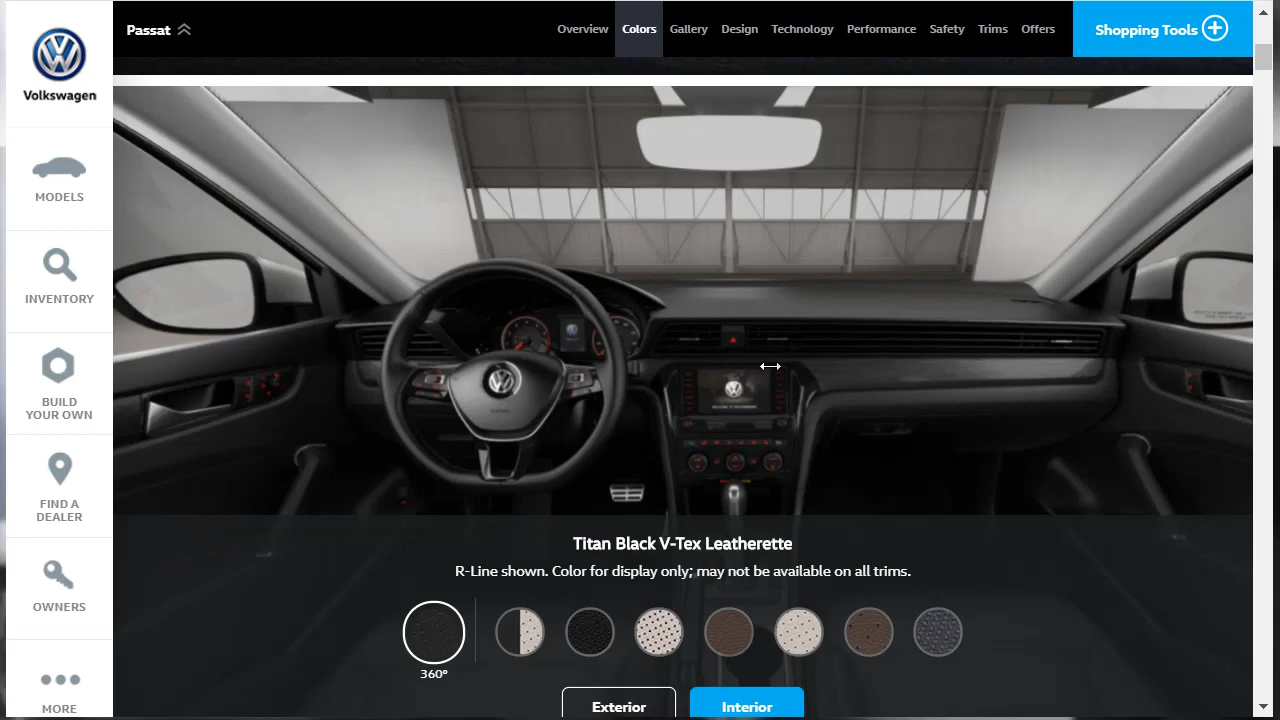 Passat
Overview
Colors
Gallery
Design
Technology
Performance
Safety
Trims
Offers
Shopping Tools
Volkswagen
MODELS
INVENTORY
BUILD
YOUR OWN
FIND A
DEALER
OWNERS
MORE
Titan Black V-Tex Leatherette
R-Line shown. Color for display only; may not be available on all trims.
360°
Exterior
Interior